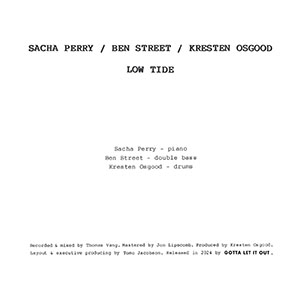 SACHA PERRY / BEN STREET / KRESTEN OSGOOD
LOW TIDE
Sacha Perry - piano
Ben Street - double bass
Kresten Osgood - drums
Recorded & mixed by Thomas Vang. Mastered by Jon Lipscomb. Produced by Kresten Osgood.
Layout & executive producing by Tomo Jacobson. Released in 2024 by GOTTA LET IT OUT.